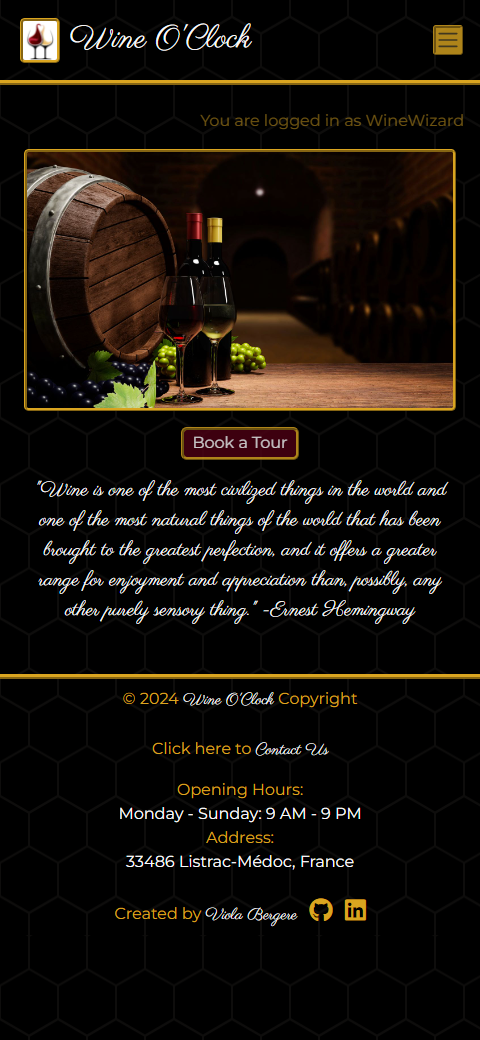 Wine O'Clock
You are logged in as WineWizard
Book a Tour
"Wine is one of the most civilized things in the world and
one of the most natural things of the world that has been
brought to the greatest perfection, and it offers a greater
range for enjoyment and appreciation than, possibly, any
other purely sensory thing." -Ernest Hemingway
© 2024 Wine O'Clock Copyright
Click here to Contact Us
Opening Hours:
Monday - Sunday: 9 AM - 9 PM
Address:
33486 Listrac-Médoc, France
Created by Viola Bergere
in